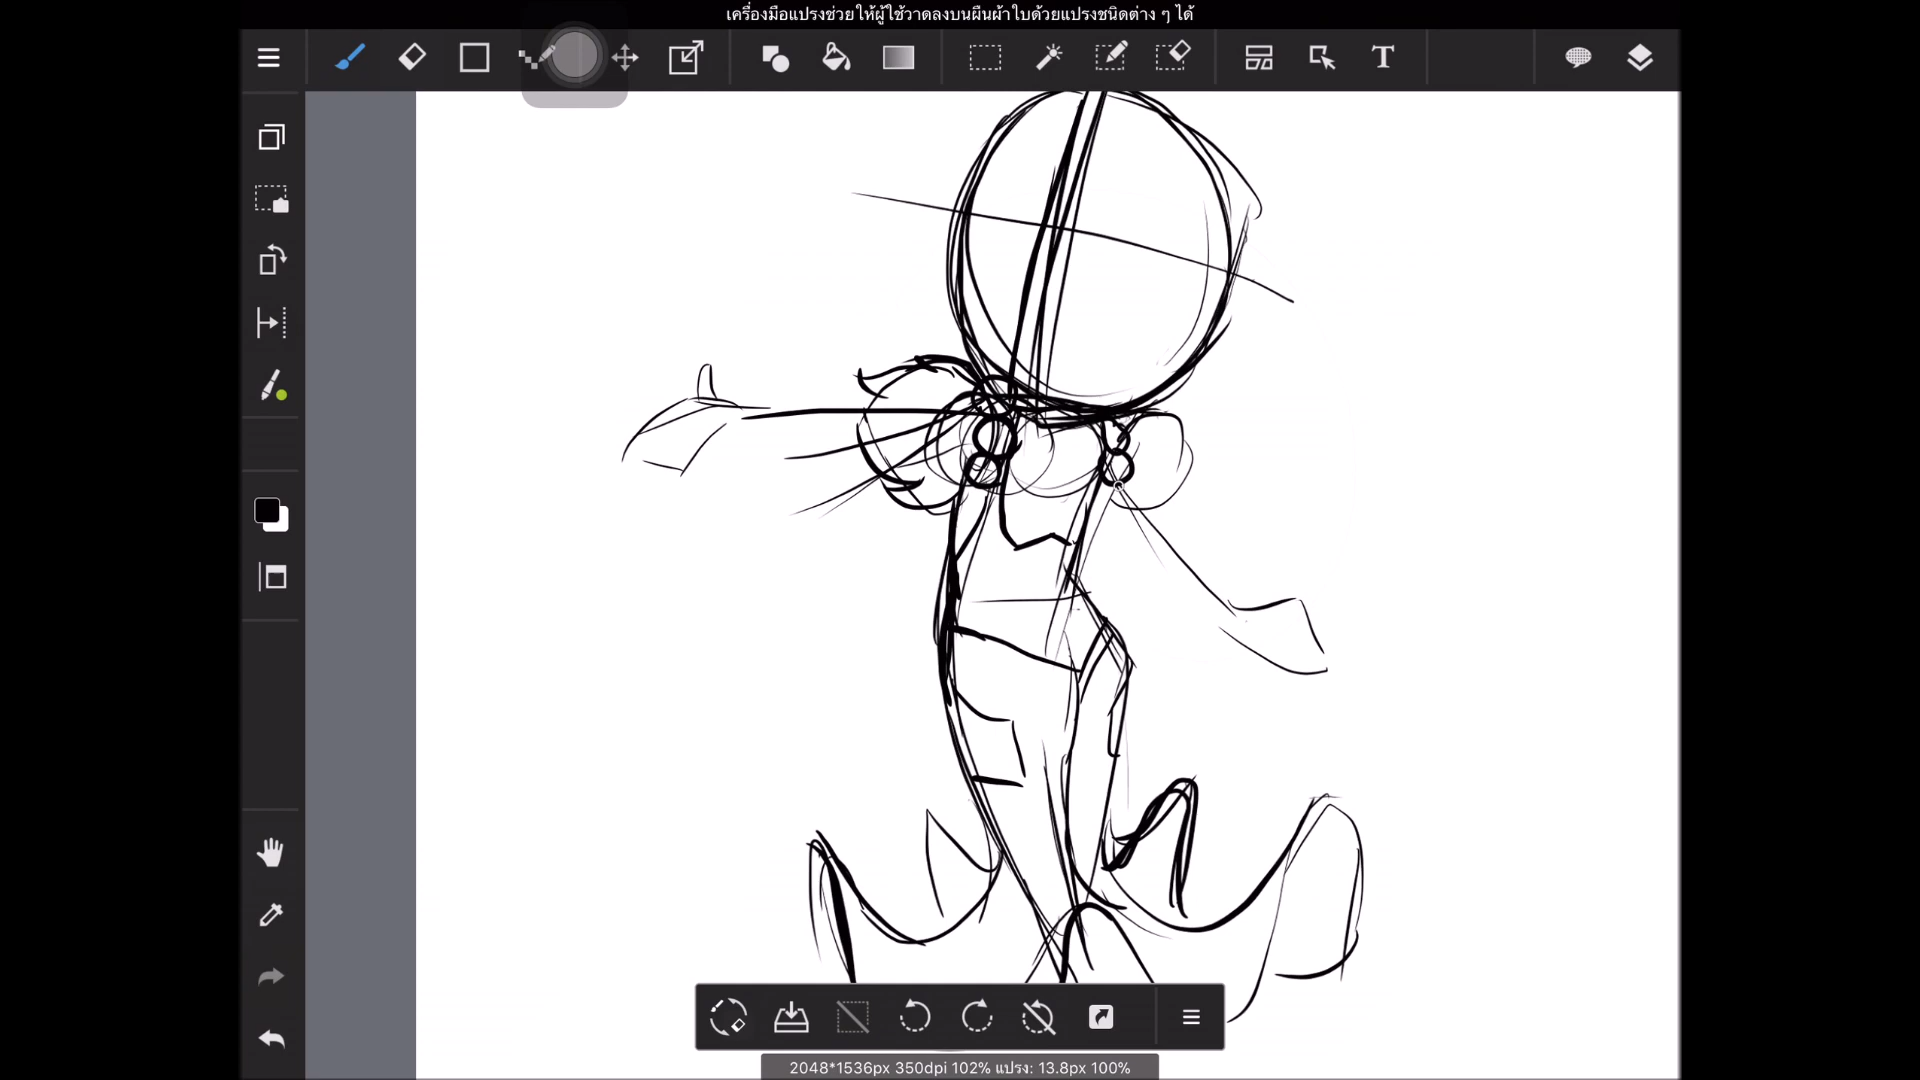 เครื่องมือแปรงช่วยให้ผู้ใช้วาดลงบนผืนผ้าใบด้วยแปรงชนิดต่าง ๆ ได้
T
2048*1536px 350dpi 102% แปรง: 13.8px 100%